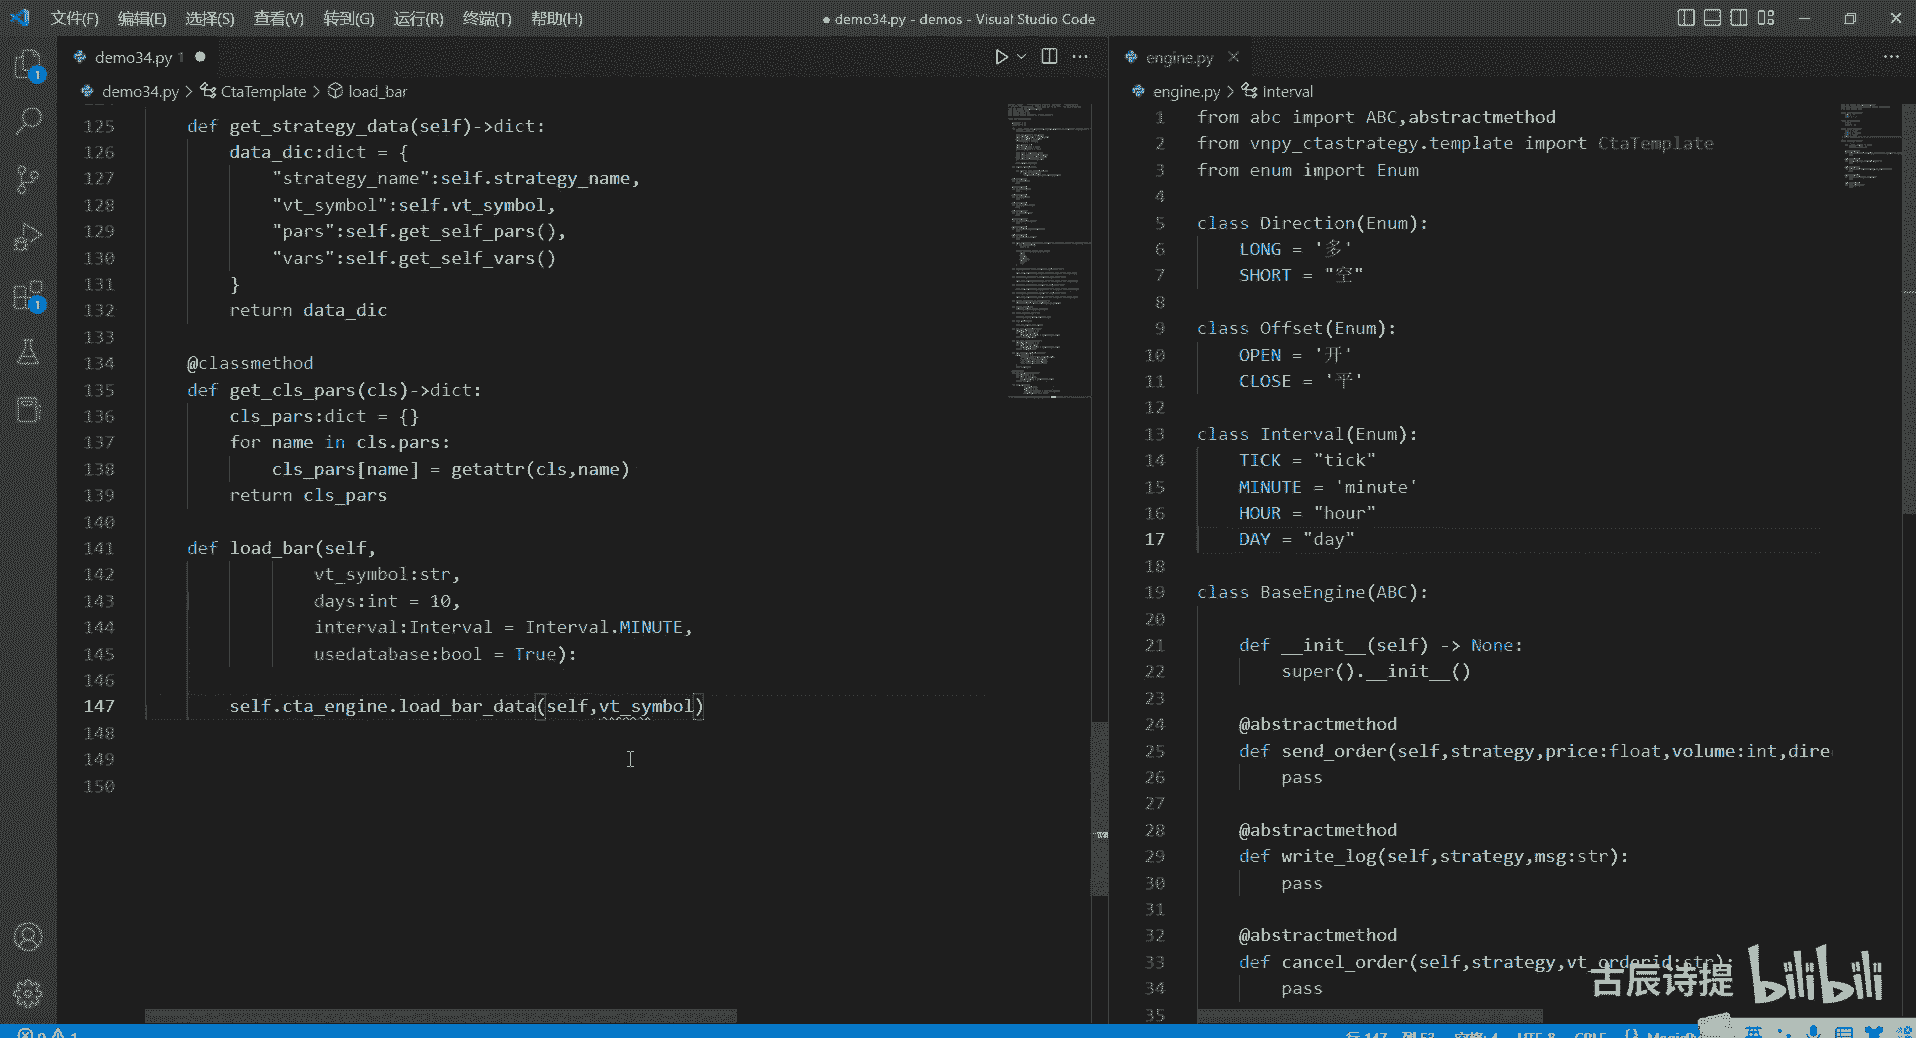 文件(F) 编辑(E) 选择(S) 查看(V) 转到(G) 运行(R) 终端(T) 帮助(H)
● demo34.py - demos - Visual Studio Code
demo34.py 1 ●
demo34.py > CtaTemplate > load_bar
125 def get_strategy_data(self)->dict:
126 data_dic:dict = {
127 "strategy_name":self.strategy_name,
128 "vt_symbol":self.vt_symbol,
129 "pars":self.get_self_pars(),
130 "vars":self.get_self_vars()
131 }
132 return data_dic
133
134 @classmethod
135 def get_cls_pars(cls)->dict:
136 cls_pars:dict = {}
137 for name in cls.pars:
138 cls_pars[name] = getattr(cls,name)
139 return cls_pars
140
141 def load_bar(self,
142 vt_symbol:str,
143 days:int = 10,
144 interval:Interval = Interval.MINUTE,
145 usedatabase:bool = True):
146
147 self.cta_engine.load_bar_data(self,vt_symbol)
148
149
150
engine.py
engine.py > Interval
1 from abc import ABC,abstractmethod
2 from vnpy_ctastrategy.template import CtaTemplate
3 from enum import Enum
4
5 class Direction(Enum):
6 LONG = '多'
7 SHORT = "空"
8
9 class Offset(Enum):
10 OPEN = '开'
11 CLOSE = '平'
12
13 class Interval(Enum):
14 TICK = "tick"
15 MINUTE = 'minute'
16 HOUR = "hour"
17 DAY = "day"
18
19 class BaseEngine(ABC):
20
21 def __init__(self) -> None:
22 super().__init__()
23
24 @abstractmethod
25 def send_order(self,strategy,price:float,volume:int,dire
26 pass
27
28 @abstractmethod
29 def write_log(self,strategy,msg:str):
30 pass
31
32 @abstractmethod
33 def cancel_order(self,strategy,vt_orderid:str):
34 pass
35
古辰诗提 bilibili
1
1
英